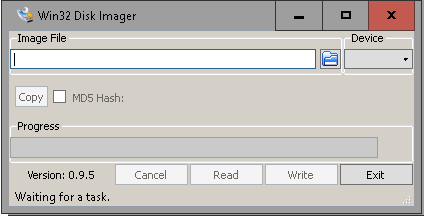 Win32 Disk Imager
Image File
Device
Copy
MD5 Hash:
Progress
Version: 0.9.5
Cancel
Read
Write
Exit
Waiting for a task.